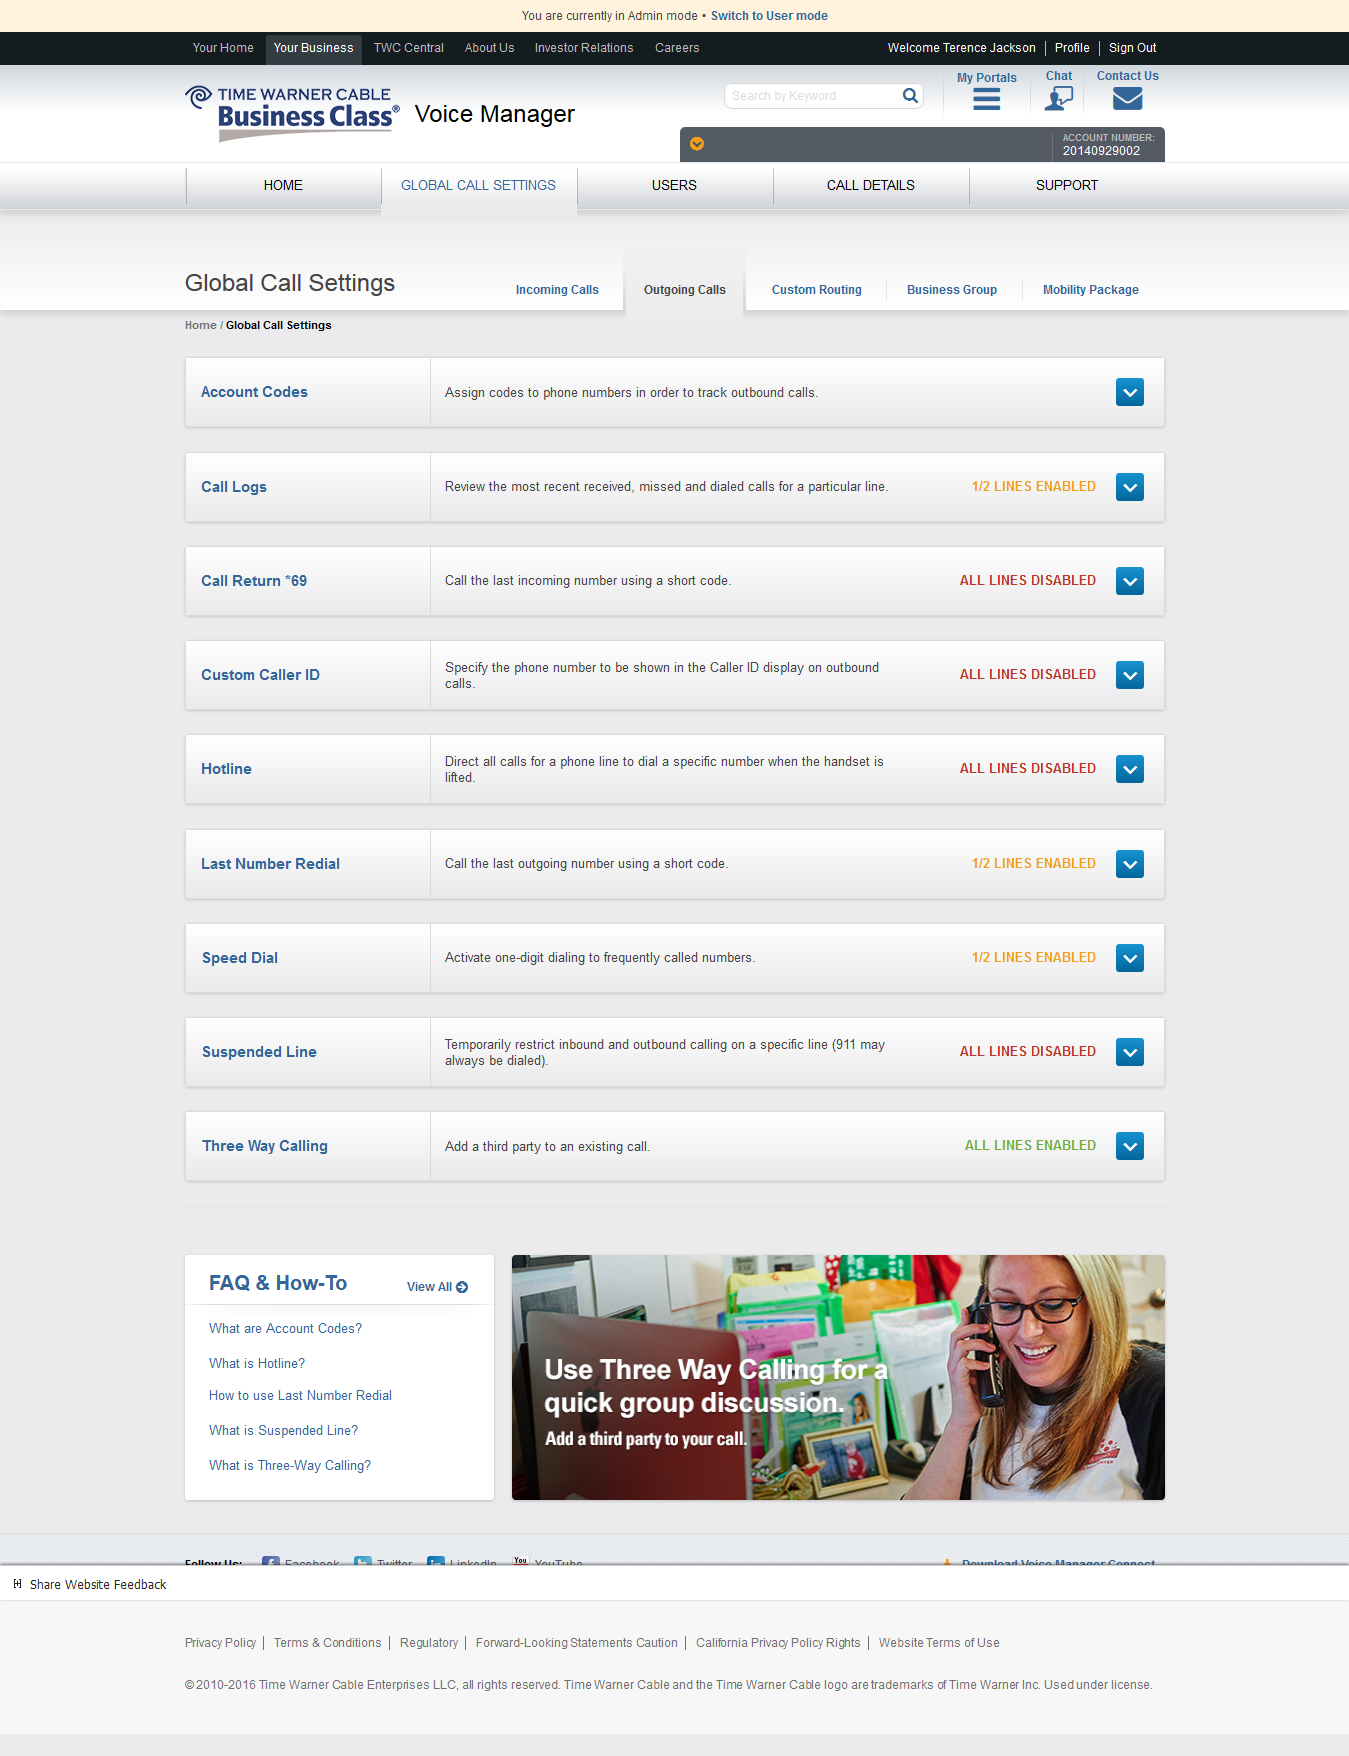 You are currently in Admin mode • Switch to User mode
Your Home Your Business TWC Central About Us Investor Relations Careers Welcome Terence Jackson Profile Sign Out
TIME WARNER CABLE
Business Class®
Voice Manager
Search by Keyword
My Portals Chat Contact Us
ACCOUNT NUMBER:
20140929002
HOME GLOBAL CALL SETTINGS USERS CALL DETAILS SUPPORT
Global Call Settings
Incoming Calls Outgoing Calls Custom Routing Business Group Mobility Package
Home / Global Call Settings
Account Codes Assign codes to phone numbers in order to track outbound calls.
Call Logs Review the most recent received, missed and dialed calls for a particular line. 1/2 LINES ENABLED
Call Return *69 Call the last incoming number using a short code. ALL LINES DISABLED
Custom Caller ID Specify the phone number to be shown in the Caller ID display on outbound
calls. ALL LINES DISABLED
Hotline Direct all calls for a phone line to dial a specific number when the handset is
lifted. ALL LINES DISABLED
Last Number Redial Call the last outgoing number using a short code. 1/2 LINES ENABLED
Speed Dial Activate one-digit dialing to frequently called numbers. 1/2 LINES ENABLED
Suspended Line Temporarily restrict inbound and outbound calling on a specific line (911 may
always be dialed). ALL LINES DISABLED
Three Way Calling Add a third party to an existing call. ALL LINES ENABLED
FAQ & How-To View All
What are Account Codes?
What is Hotline?
How to use Last Number Redial
What is Suspended Line?
What is Three-Way Calling?
Use Three Way Calling for a
quick group discussion.
Add a third party to your call.
Follow Us: Facebook Twitter LinkedIn YouTube Download Voice Manager Connect
Share Website Feedback
Privacy Policy Terms & Conditions Regulatory Forward-Looking Statements Caution California Privacy Policy Rights Website Terms of Use
© 2010-2016 Time Warner Cable Enterprises LLC, all rights reserved. Time Warner Cable and the Time Warner Cable logo are trademarks of Time Warner Inc. Used under license.